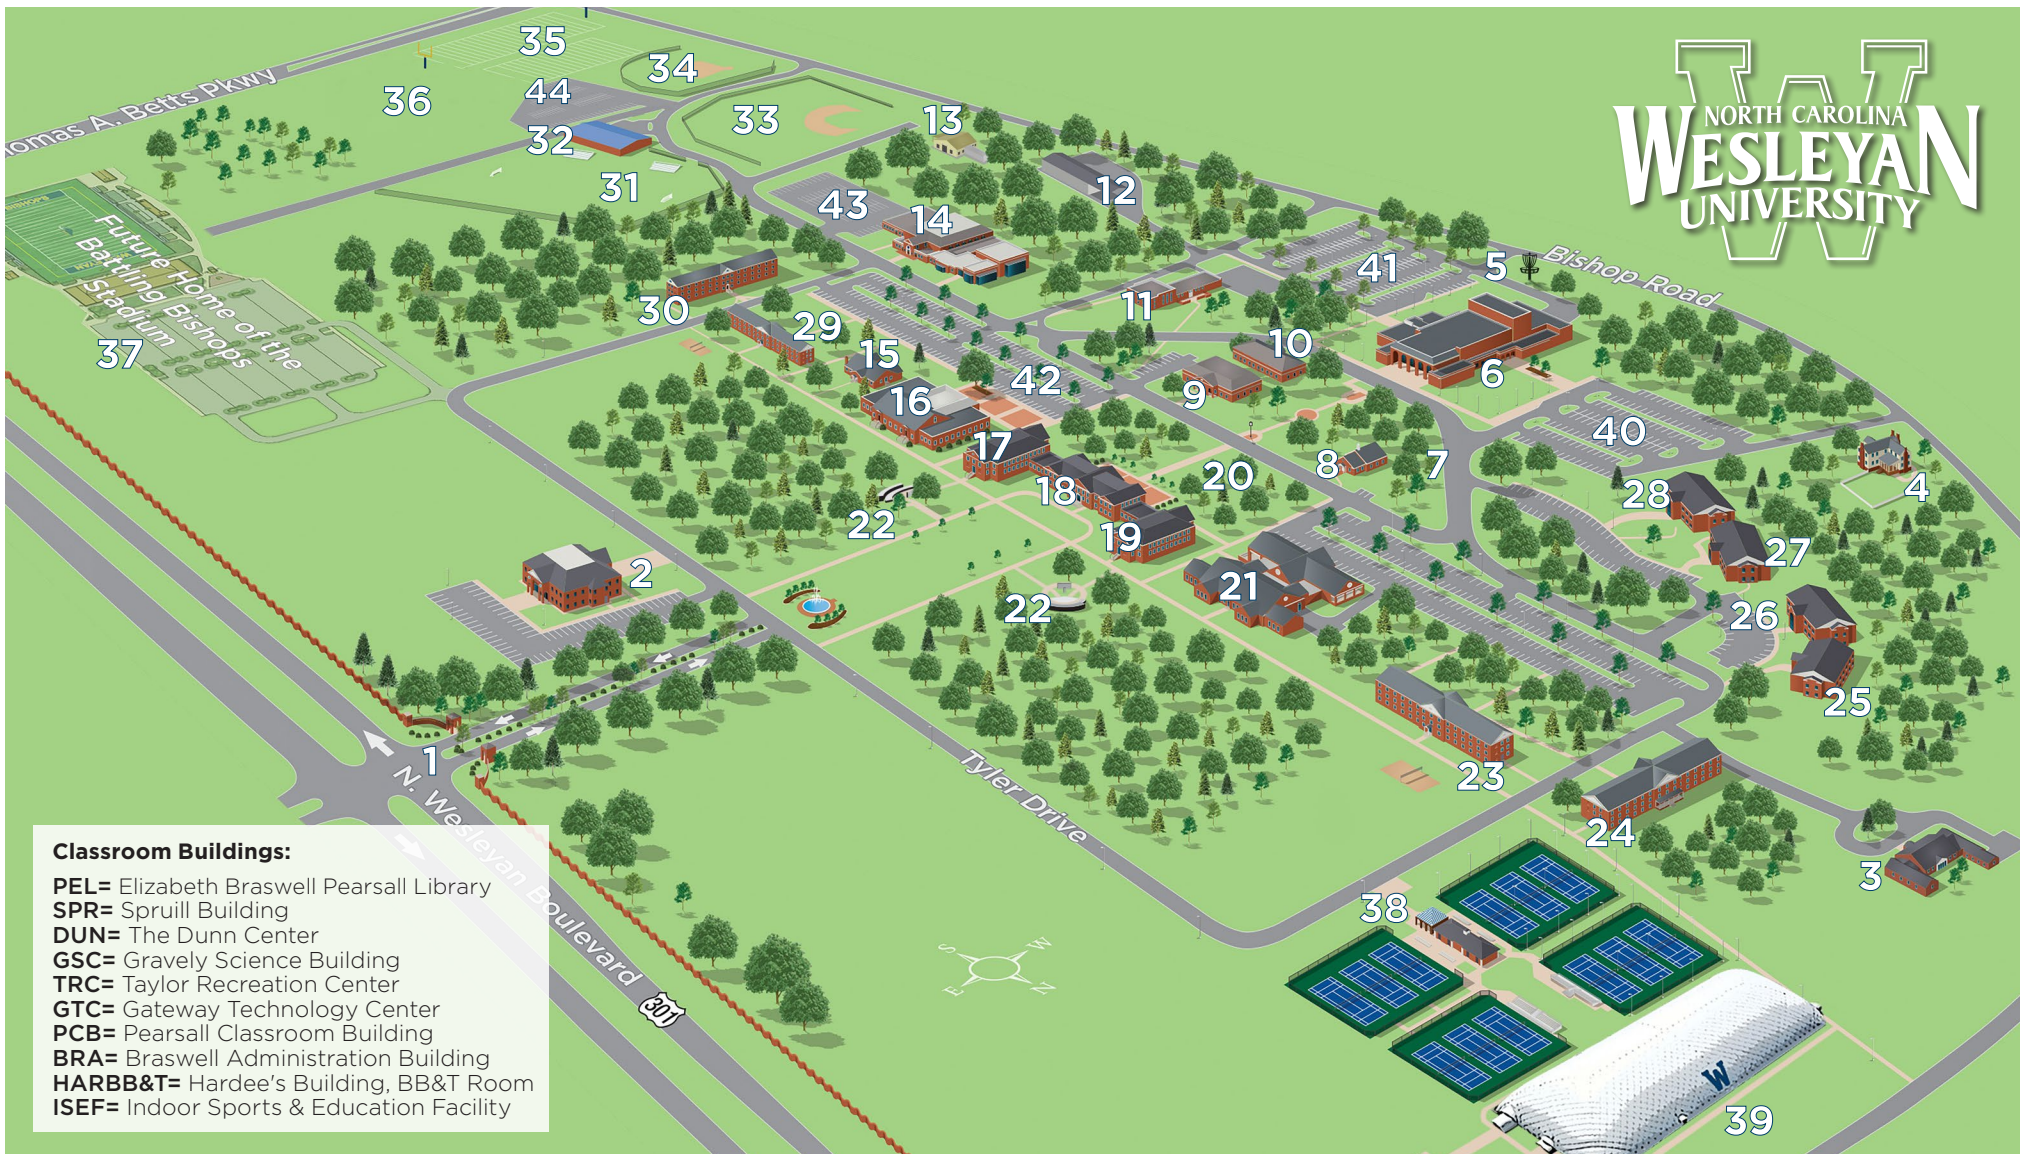 35
34
44
36
33
13
32
31
12
43
14
NORTH CAROLINA
WESLEYAN
UNIVERSITY
Thomas A. Betts Pkwy
BISHOPS
Future Home of the
Battling Bishops
Stadium
37
30
29
15
16
42
11
10
9
41
5
Bishop Road
6
40
17
18
19
20
8
7
28
4
27
22
2
21
22
26
25
1
N. Wesleyan Boulevard
301
Tyler Drive
23
24
3
38
S
W
E
N
W
39
Classroom Buildings:
PEL= Elizabeth Braswell Pearsall Library
SPR= Spruill Building
DUN= The Dunn Center
GSC= Gravely Science Building
TRC= Taylor Recreation Center
GTC= Gateway Technology Center
PCB= Pearsall Classroom Building
BRA= Braswell Administration Building
HARBB&T= Hardee's Building, BB&T Room
ISEF= Indoor Sports & Education Facility